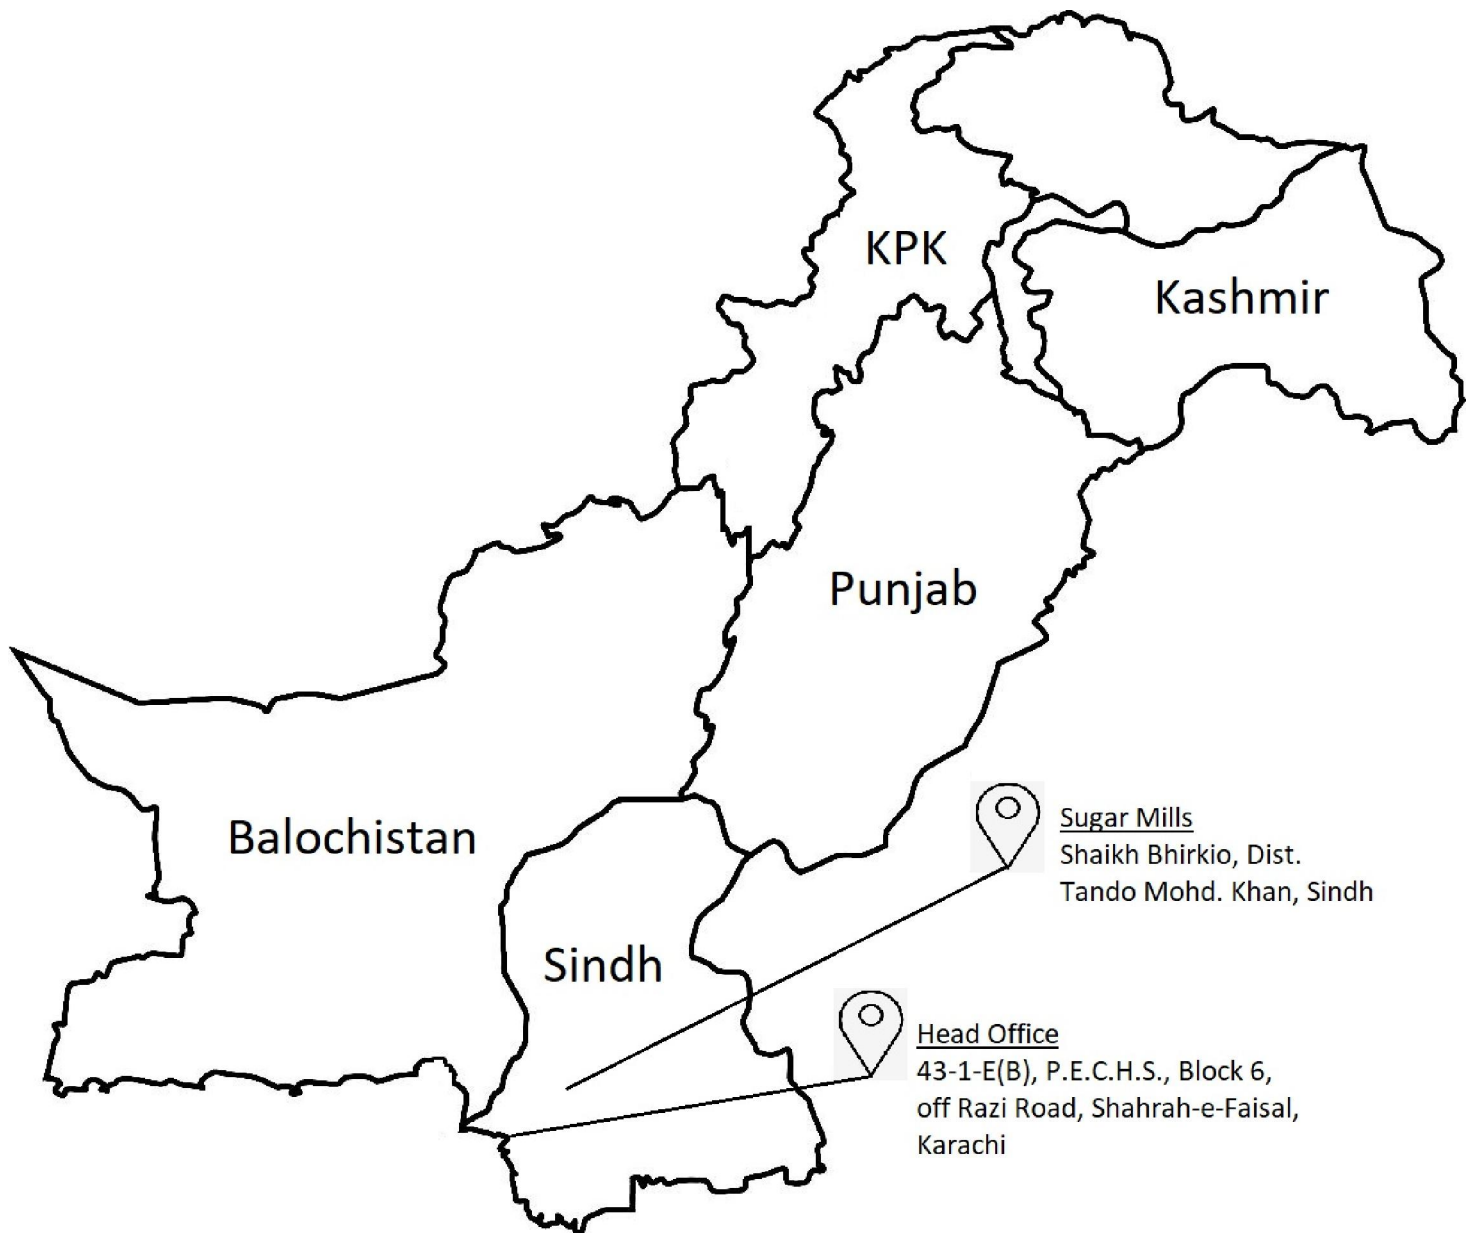 KPK
Kashmir
Punjab
Balochistan
Sindh
Sugar Mills
Shaikh Bhirkio, Dist.
Tando Mohd. Khan, Sindh
Head Office
43-1-E(B), P.E.C.H.S., Block 6,
off Razi Road, Shahrah-e-Faisal,
Karachi